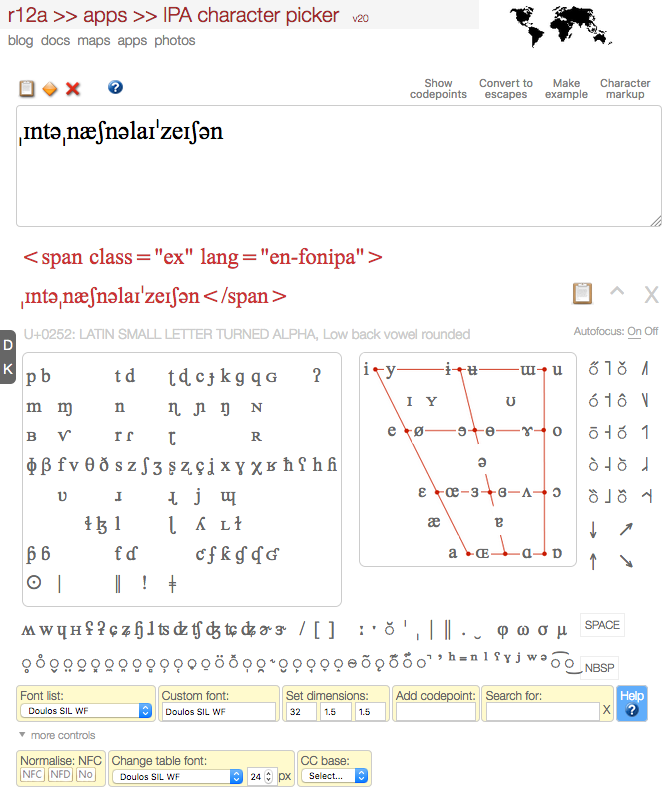 r12a >> apps >> IPA character picker v20
blog docs maps apps photos
Show codepoints
Convert to escapes
Make example
Character markup
ˌɪntəˌnæʃnəlaɪˈzeɪʃən
<span class="ex" lang="en-fonipa>
ˌɪntəˌnæʃnəlaɪˈzeɪʃən</span>
X
U+0252: LATIN SMALL LETTER TURNED ALPHA, Low back vowel rounded
Autofocus: On Off
D
K
p b t d ʈ ɖ c ɟ k ɡ q ɢ ʔ
m ɱ n ɳ ɲ ŋ ɴ
ʙ ⱱ r ɾ ɽ ʀ
ɸ β f v θ ð s z ʃ ʒ ʂ ʐ ç ʝ x ɣ χ ʁ ħ ʕ h ɦ
ʋ ɹ ɻ j ɰ
ɬ ɮ l ɭ ʎ ʟ ɫ
ƥ ɓ ɗ ƈ ʄ ƙ ɠ ʠ ʛ
ʘ | ‖ ! ǂ
i y ɨ ʉ ɯ u
ɪ ʏ ʊ
e ø ɘ ɵ ɤ o
ə
ɛ œ ɜ ɞ ʌ ɔ
æ ɐ
a ɶ ɑ ɒ
ő ˥ ǒ
ó ˦ ô
ō ˧
ò ˨
ȍ ˩
↓ ↗
↑ ↘
ʍ w ɥ ʜ ʢ ʡ ɕ ʑ ɧ ɺ ʦ ʣ ʧ ʤ ʨ ʥ ɚ ɝ / [ ] ː ˑ ŏ ˈ ˌ | ‖ . ‿ φ ω σ µ
SPACE
NBSP
Font list:
Doulos SIL WF
Custom font:
Doulos SIL WF
Set dimensions:
32 1.5 1.5
Add codepoint:
Search for:
X
Help
more controls
Normalise: NFC
NFC NFD No
Change table font:
Doulos SIL WF 24 px
CC base:
Select...